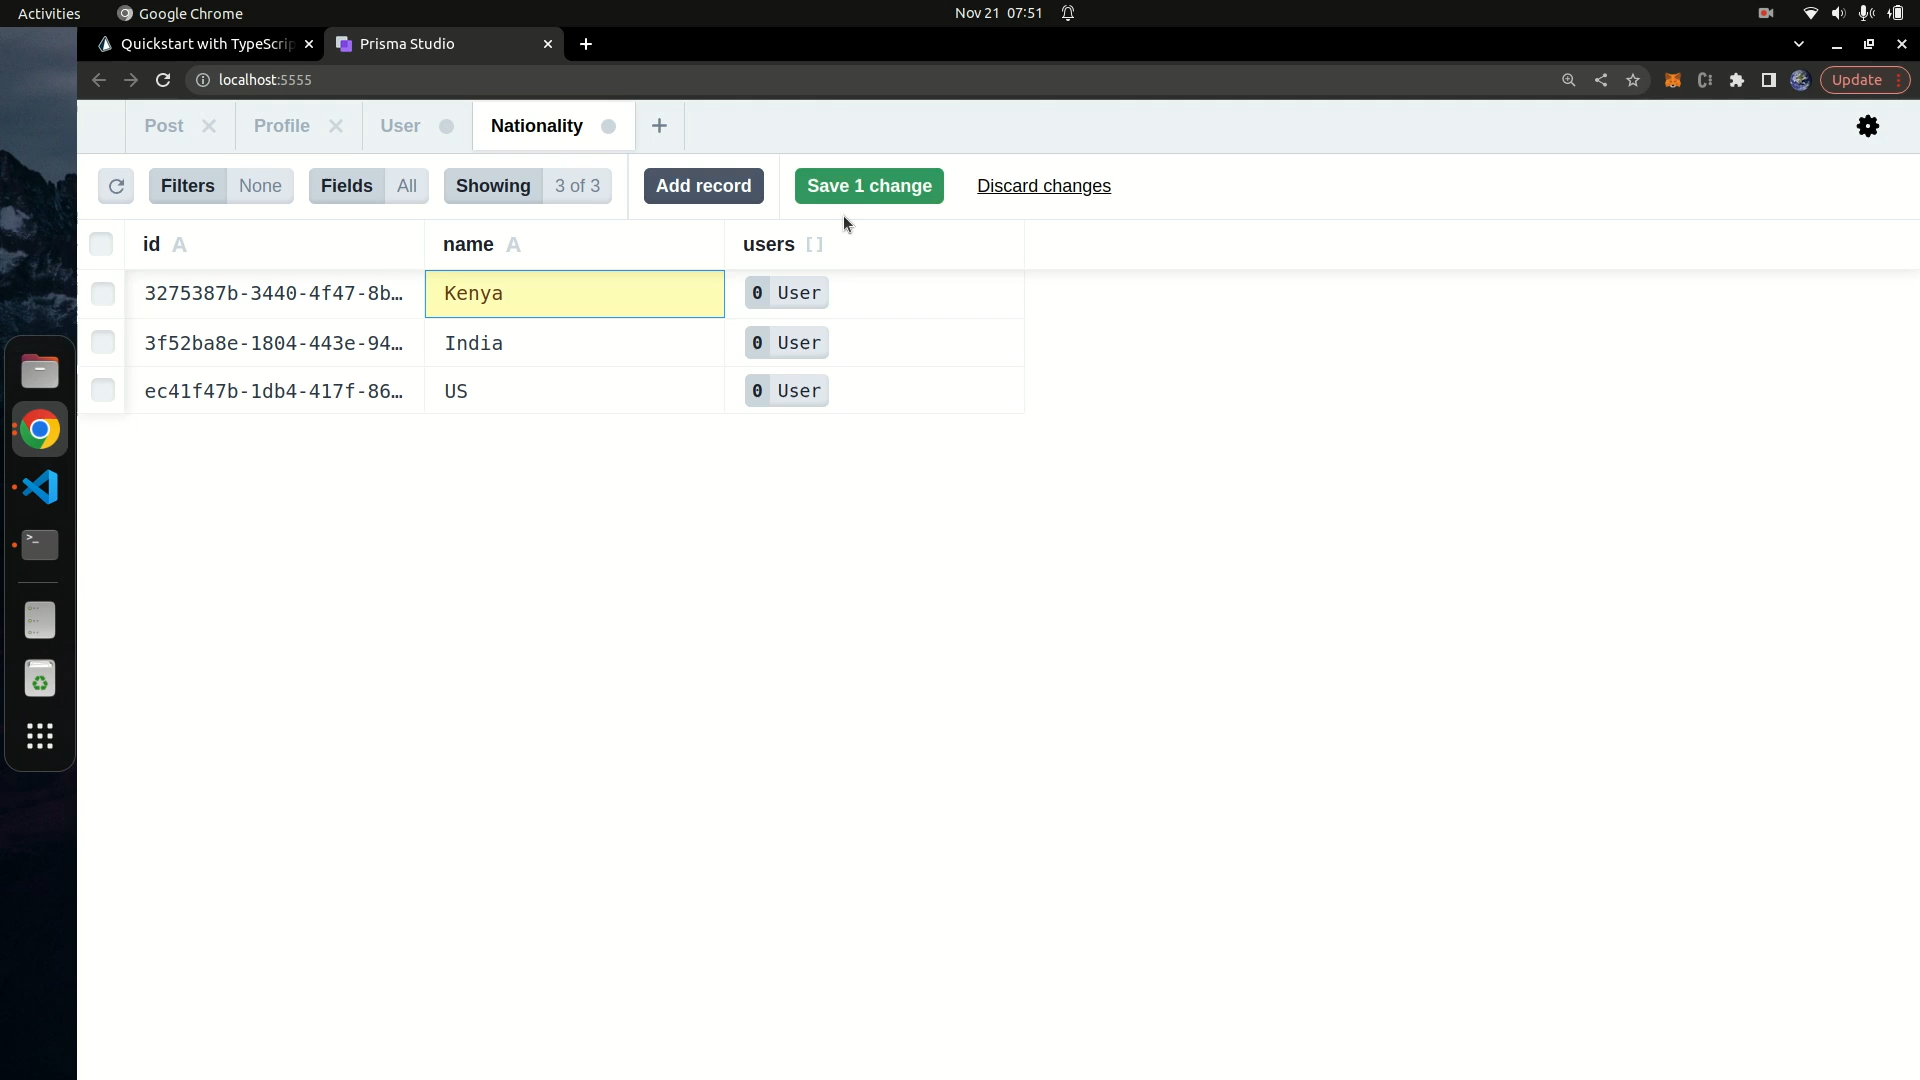 Activities Google Chrome Nov 21 07:51
Quickstart with TypeScrip Prisma Studio
localhost:5555 Update
Post Profile User Nationality
Filters None Fields All Showing 3 of 3 Add record Save 1 change Discard changes
id A name A users []
3275387b-3440-4f47-8b… Kenya 0 User
3f52ba8e-1804-443e-94… India 0 User
ec41f47b-1db4-417f-86… US 0 User